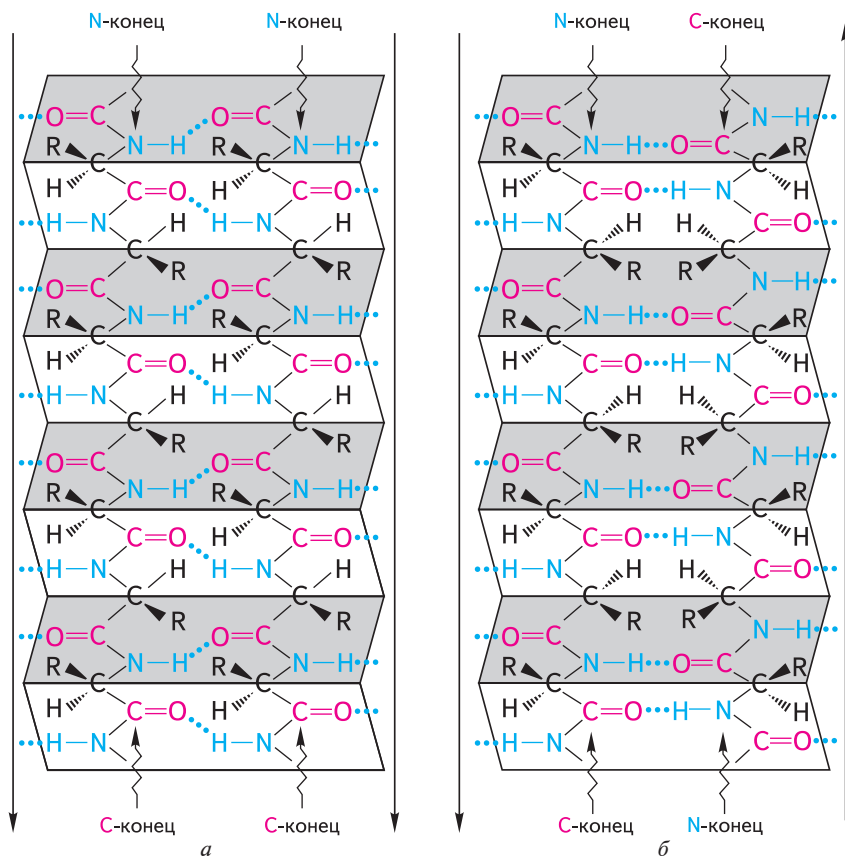 N-конец N-конец N-конец C-конец
O=C O=C O=C N–H
R N–H R N–H R N–H O=C R
C C C C
H C=O H C=O H C=O H–N H
H–N H H–N H H–N H H C=O
C C C C
R R R R
O=C O=C O=C N–H
R N–H R N–H R N–H O=C R
C C C C
H C=O H C=O H C=O H–N H
H–N H H–N H H–N H H C=O
C C C C
R R R R
O=C O=C O=C N–H
R N–H R N–H R N–H O=C R
C C C C
H C=O H C=O H C=O H–N H
H–N H H–N H H–N H H C=O
C C C C
R R R R
O=C O=C O=C N–H
R N–H R N–H R N–H O=C R
C C C C
H C=O H C=O H C=O H–N H
H–N H–N H–N C=O
C-конец C-конец C-конец N-конец
а б